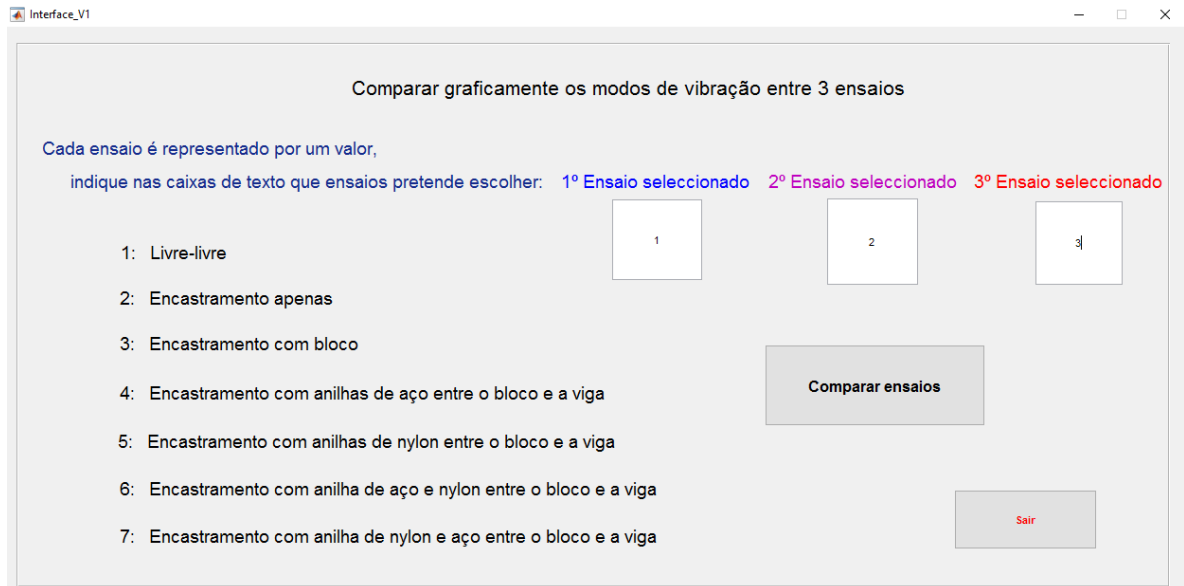 Interface_V1
Comparar graficamente os modos de vibração entre 3 ensaios
Cada ensaio é representado por um valor,
indique nas caixas de texto que ensaios pretende escolher: 1º Ensaio seleccionado 2º Ensaio seleccionado 3º Ensaio seleccionado
1 2 3
1: Livre-livre
2: Encastramento apenas
3: Encastramento com bloco
4: Encastramento com anilhas de aço entre o bloco e a viga
Comparar ensaios
5: Encastramento com anilhas de nylon entre o bloco e a viga
6: Encastramento com anilha de aço e nylon entre o bloco e a viga
7: Encastramento com anilha de nylon e aço entre o bloco e a viga
Sair